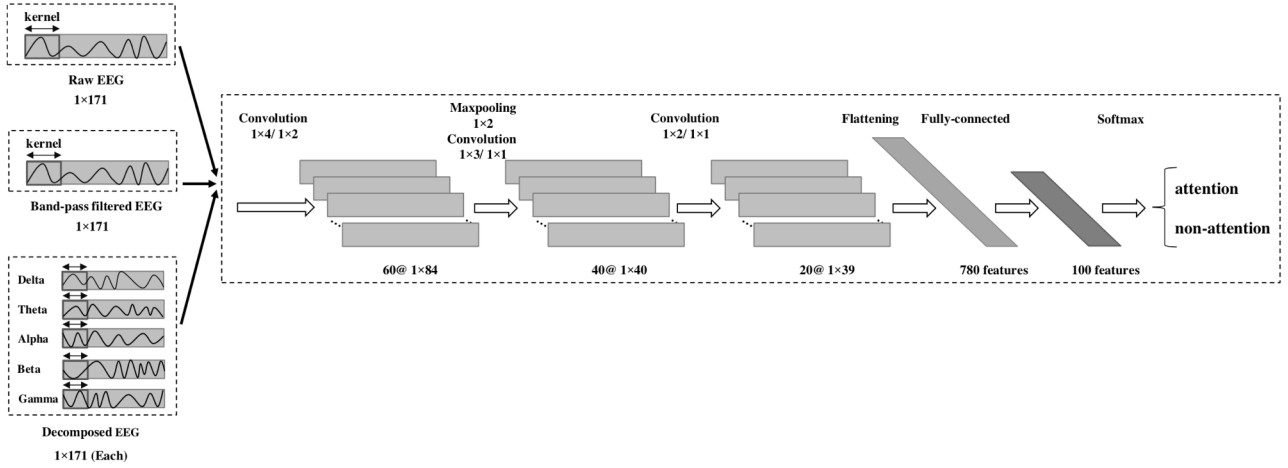 kernel
Raw EEG
1×171
kernel
Band-pass filtered EEG
1×171
Delta
Theta
Alpha
Beta
Gamma
Decomposed EEG
1×171 (Each)
Convolution
1×4/ 1×2
Maxpooling
1×2
Convolution
1×3/ 1×1
Convolution
1×2/ 1×1
Flattening
Fully-connected
Softmax
attention
non-attention
60@ 1×84
40@ 1×40
20@ 1×39
780 features
100 features